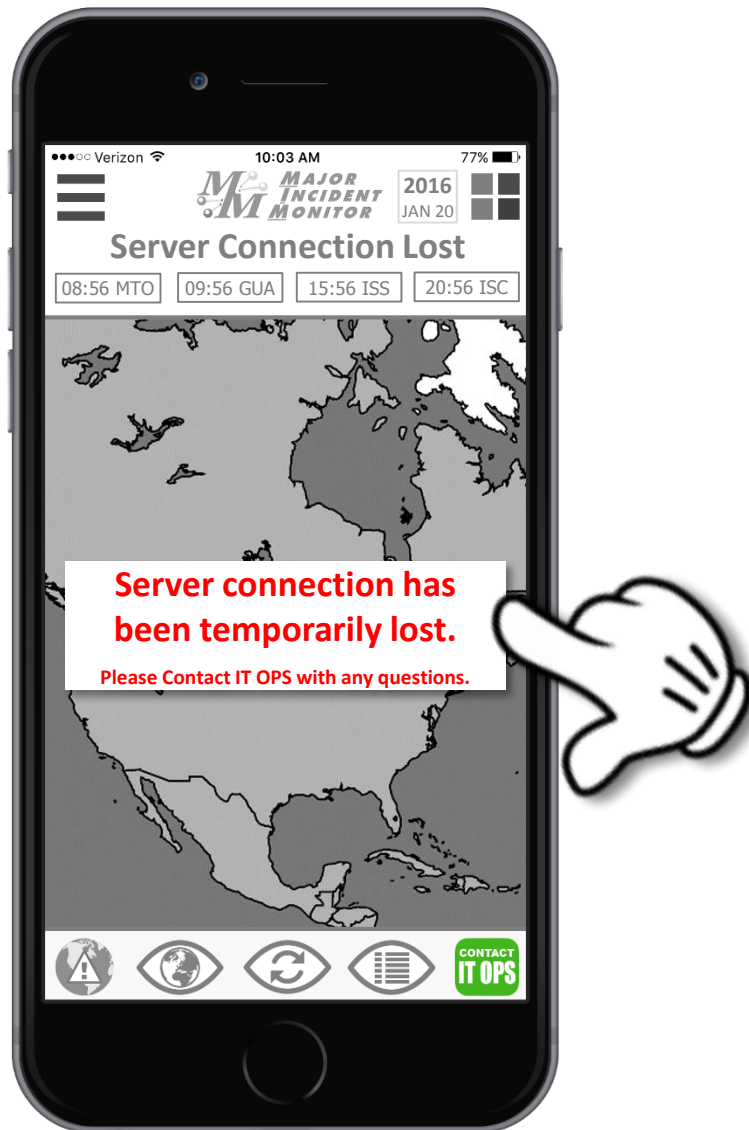 Verizon 10:03 AM 77%
MM MAJOR
INCIDENT
MONITOR
2016
JAN 20
Server Connection Lost
08:56 MTO 09:56 GUA 15:56 ISS 20:56 ISC
Server connection has
been temporarily lost.
Please Contact IT OPS with any questions.
CONTACT
IT OPS